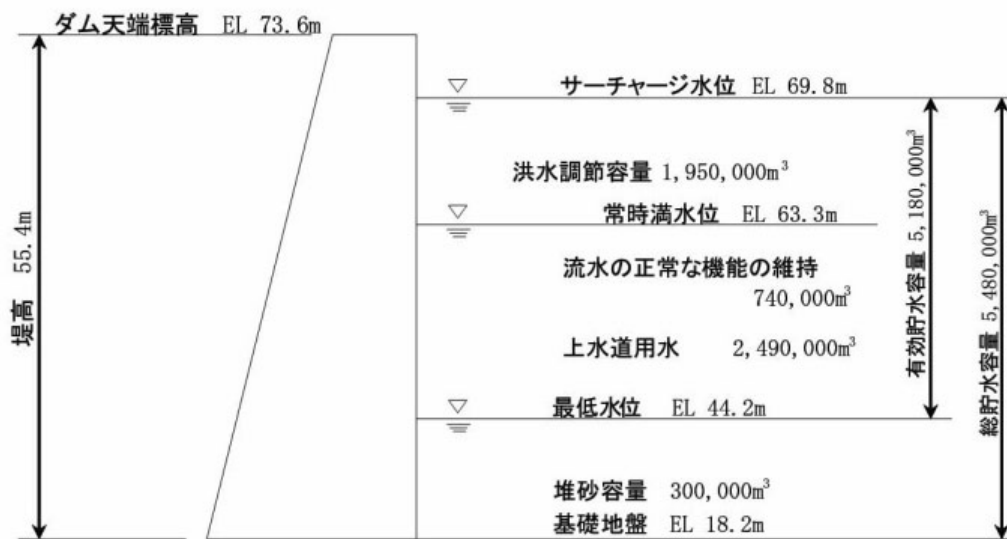 ダム天端標高 EL 73.6m
サーチャージ水位 EL 69.8m
洪水調節容量 1,950,000m³
常時満水位 EL 63.3m
流水の正常な機能の維持
740,000m³
上水道用水 2,490,000m³
最低水位 EL 44.2m
堆砂容量 300,000m³
基礎地盤 EL 18.2m
堤高 55.4m
有効貯水容量 5,180,000m³
総貯水容量 5,480,000m³